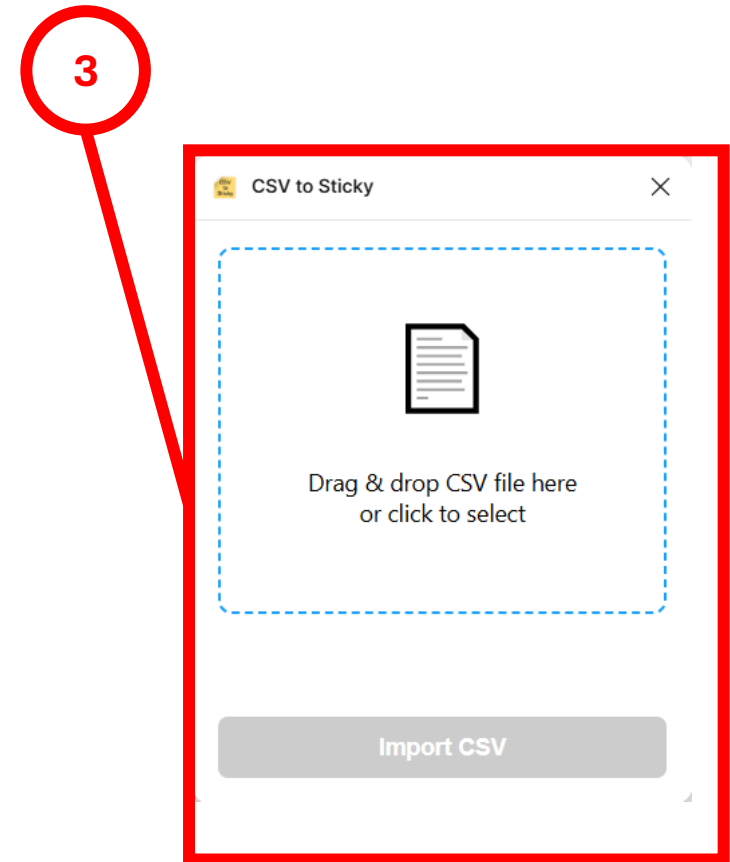 3
CSV to Sticky
Drag & drop CSV file here
or click to select
Import CSV